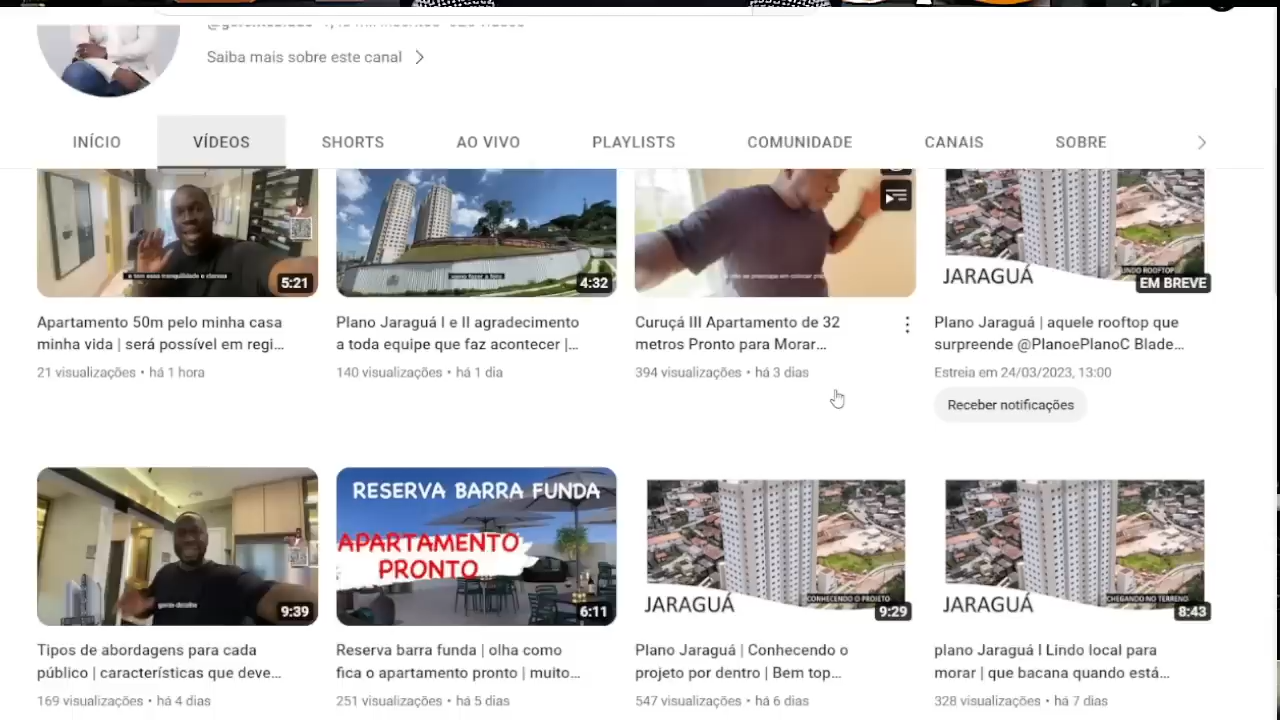 Saiba mais sobre este canal
INÍCIO
VÍDEOS
SHORTS
AO VIVO
PLAYLISTS
COMUNIDADE
CANAIS
SOBRE
5:21
4:32
JARAGUÁ
EM BREVE
Apartamento 50m pelo minha casa
minha vida | será possível em regi...
21 visualizações • há 1 hora
Plano Jaraguá I e II agradecimento
a toda equipe que faz acontecer |...
140 visualizações • há 1 dia
Curuçá III Apartamento de 32
metros Pronto para Morar...
394 visualizações • há 3 dias
Plano Jaraguá | aquele rooftop que
surpreende @PlanoePlanoC Blade...
Estreia em 24/03/2023, 13:00
Receber notificações
9:39
RESERVA BARRA FUNDA
APARTAMENTO
PRONTO
6:11
JARAGUÁ
CONHECENDO O PROJETO
9:29
JARAGUÁ
CHEGANDO NO TERRENO
8:43
Tipos de abordagens para cada
público | características que deve...
169 visualizações • há 4 dias
Reserva barra funda | olha como
fica o apartamento pronto | muito...
251 visualizações • há 5 dias
Plano Jaraguá | Conhecendo o
projeto por dentro | Bem top...
547 visualizações • há 6 dias
plano Jaraguá I Lindo local para
morar | que bacana quando está...
328 visualizações • há 7 dias